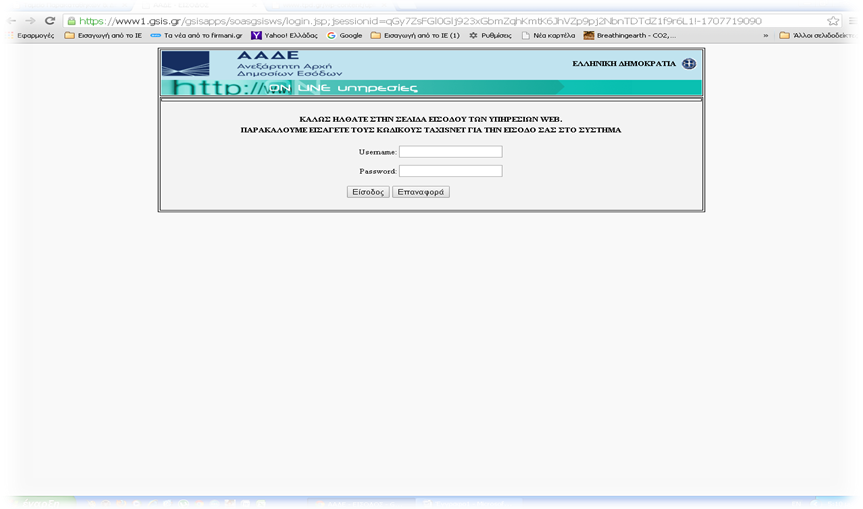 https://www1.gsis.gr/gsisapps/soasgsisws/login.jsp;jsessionid=qGy7ZsFGl0Glj923xGbmZqhKmtK6JhVZp9pj2NbnTDTdZ1f9r6L1!-1707719090
Εφαρμογές Εισαγωγή από το IE Τα νέα από το firmani.gr Yahoo! Ελλάδας Google Εισαγωγή από το IE (1) Ρυθμίσεις Νέα καρτέλα Breathingearth - CO2,... » Άλλοι σελιδοδείκτες
ΑΑΔΕ
Ανεξάρτητη Αρχή
Δημοσίων Εσόδων
ΕΛΛΗΝΙΚΗ ΔΗΜΟΚΡΑΤΙΑ
http://www ON LINE υπηρεσίες
ΚΑΛΩΣ ΗΛΘΑΤΕ ΣΤΗΝ ΣΕΛΙΔΑ ΕΙΣΟΔΟΥ ΤΩΝ ΥΠΗΡΕΣΙΩΝ WEB.
ΠΑΡΑΚΑΛΟΥΜΕ ΕΙΣΑΓΕΤΕ ΤΟΥΣ ΚΩΔΙΚΟΥΣ TAXISNET ΓΙΑ ΤΗΝ ΕΙΣΟΔΟ ΣΑΣ ΣΤΟ ΣΥΣΤΗΜΑ
Username:
Password:
Είσοδος Επαναφορά